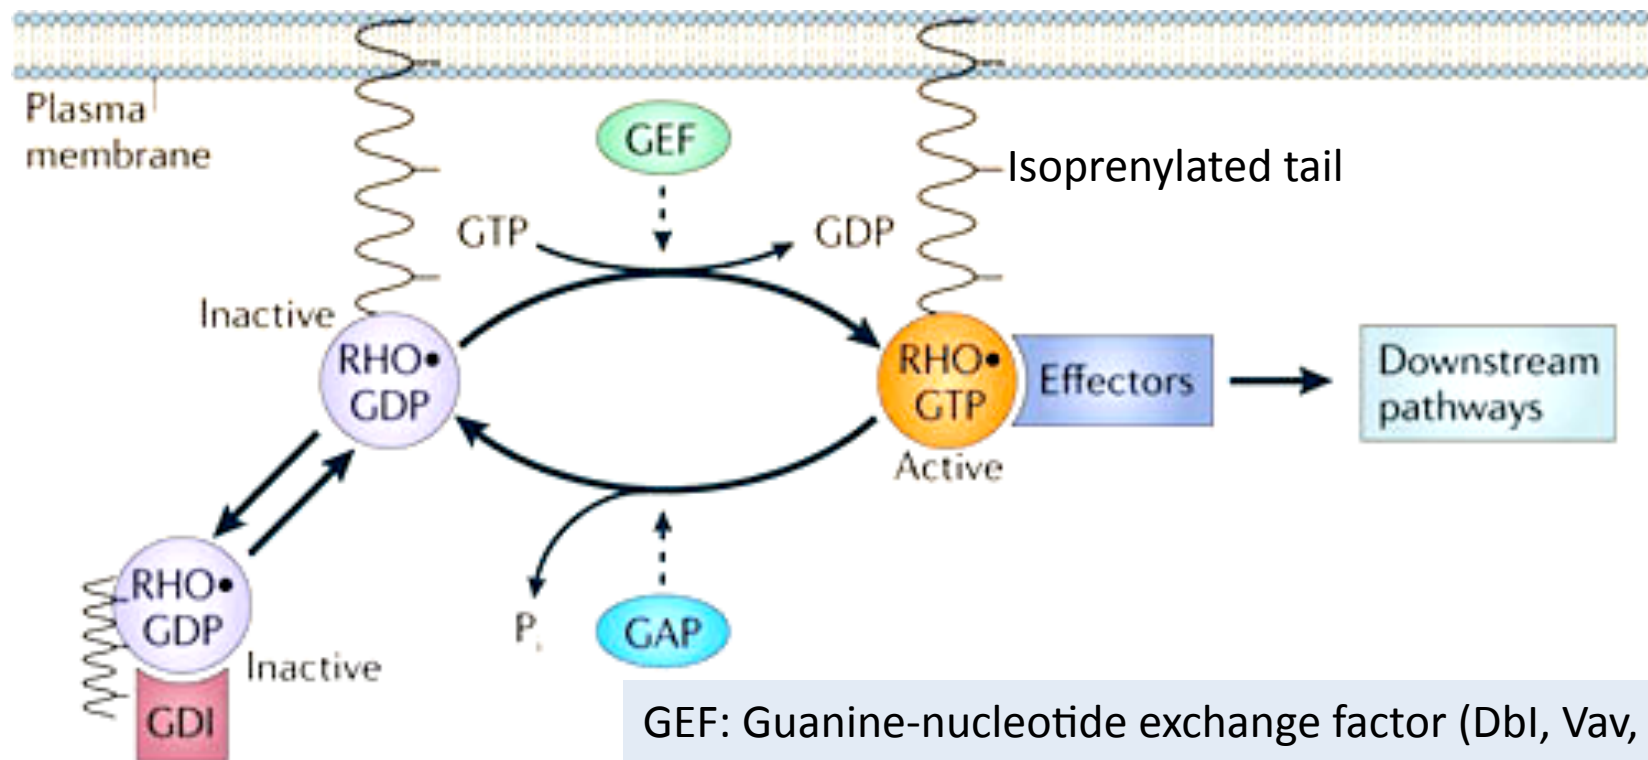 Plasma
membrane
GEF
Isoprenylated tail
GTP
GDP
Inactive
RHO•
GDP
RHO•
GTP
Effectors
Downstream
pathways
Active
RHO•
GDP
Inactive
GDI
Pi
GAP
GEF: Guanine-nucleotide exchange factor (Dbl, Vav,